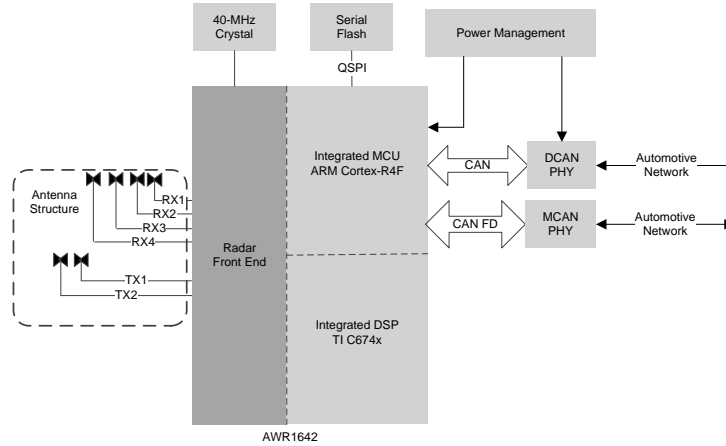 40-MHz
Crystal
Serial
Flash
Power Management
QSPI
Integrated MCU
ARM Cortex-R4F
CAN
DCAN
PHY
Automotive
Network
Antenna
Structure
RX1
RX2
RX3
RX4
CAN FD
MCAN
PHY
Automotive
Network
Radar
Front End
TX1
TX2
Integrated DSP
TI C674x
AWR1642